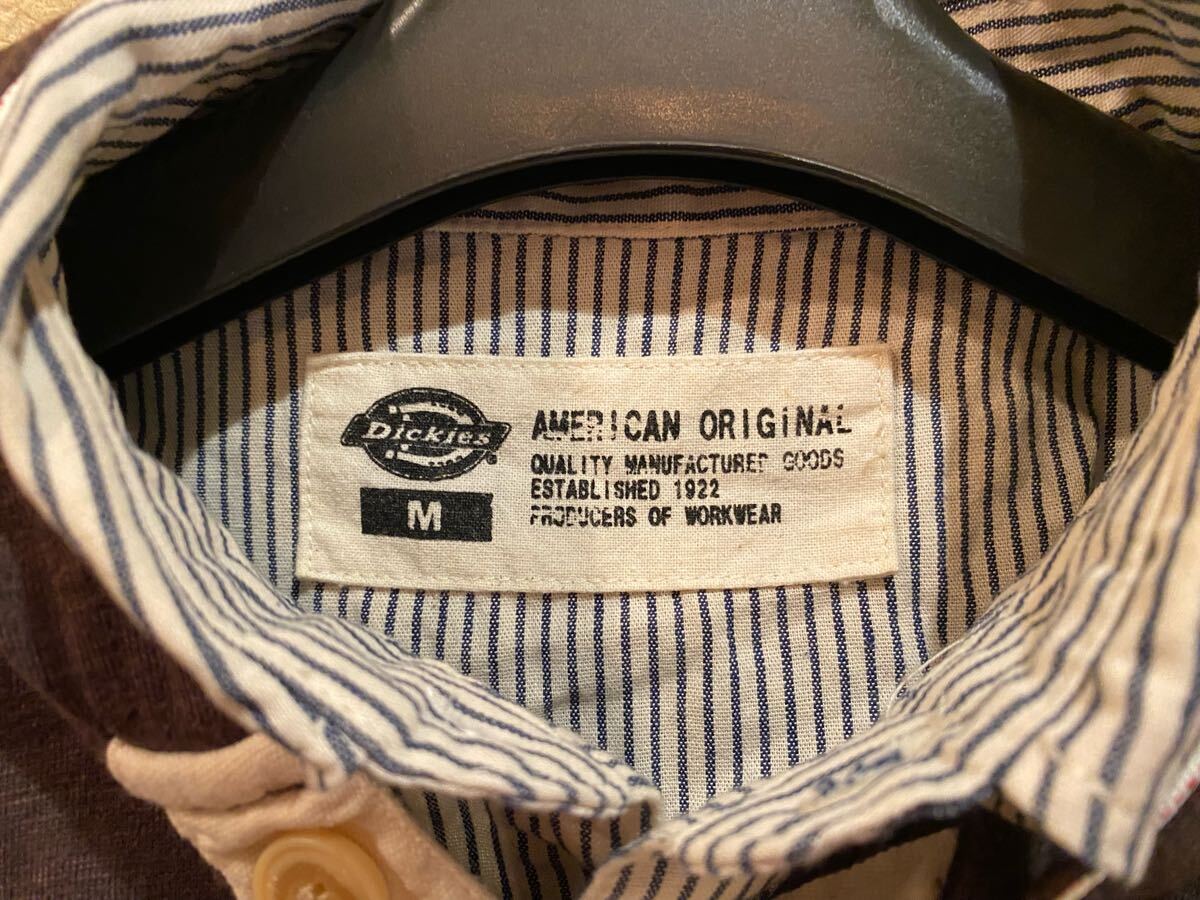 Dickies®
M
AMERICAN ORIGINAL
QUALITY MANUFACTURED GOODS
ESTABLISHED 1922
PRODUCERS OF WORKWEAR